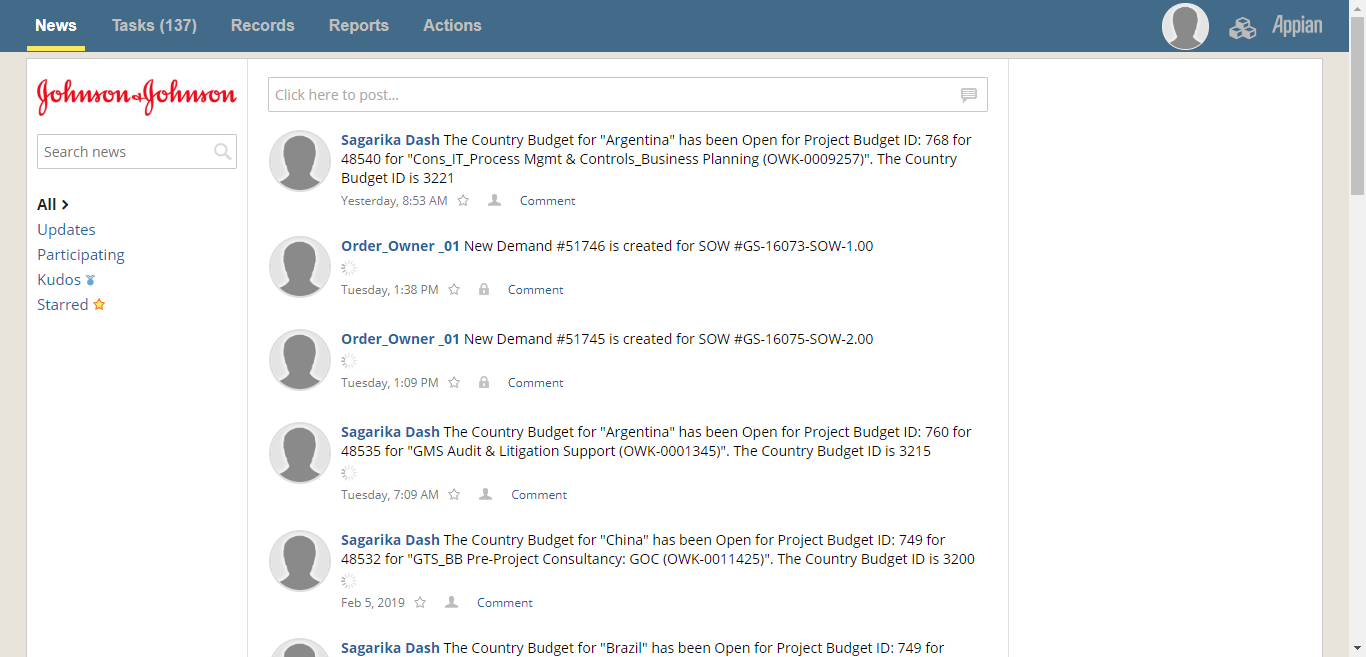 News Tasks (137) Records Reports Actions Appian
Johnson & Johnson
Search news
All
Updates
Participating
Kudos
Starred
Click here to post...
Sagarika Dash The Country Budget for "Argentina" has been Open for Project Budget ID: 768 for
48540 for "Cons_IT_Process Mgmt & Controls_Business Planning (OWK-0009257)". The Country
Budget ID is 3221
Yesterday, 8:53 AM Comment
Order_Owner _01 New Demand #51746 is created for SOW #GS-16073-SOW-1.00
Tuesday, 1:38 PM Comment
Order_Owner _01 New Demand #51745 is created for SOW #GS-16075-SOW-2.00
Tuesday, 1:09 PM Comment
Sagarika Dash The Country Budget for "Argentina" has been Open for Project Budget ID: 760 for
48535 for "GMS Audit & Litigation Support (OWK-0001345)". The Country Budget ID is 3215
Tuesday, 7:09 AM Comment
Sagarika Dash The Country Budget for "China" has been Open for Project Budget ID: 749 for
48532 for "GTS_BB Pre-Project Consultancy: GOC (OWK-0011425)". The Country Budget ID is 3200
Feb 5, 2019 Comment
Sagarika Dash The Country Budget for "Brazil" has been Open for Project Budget ID: 749 for